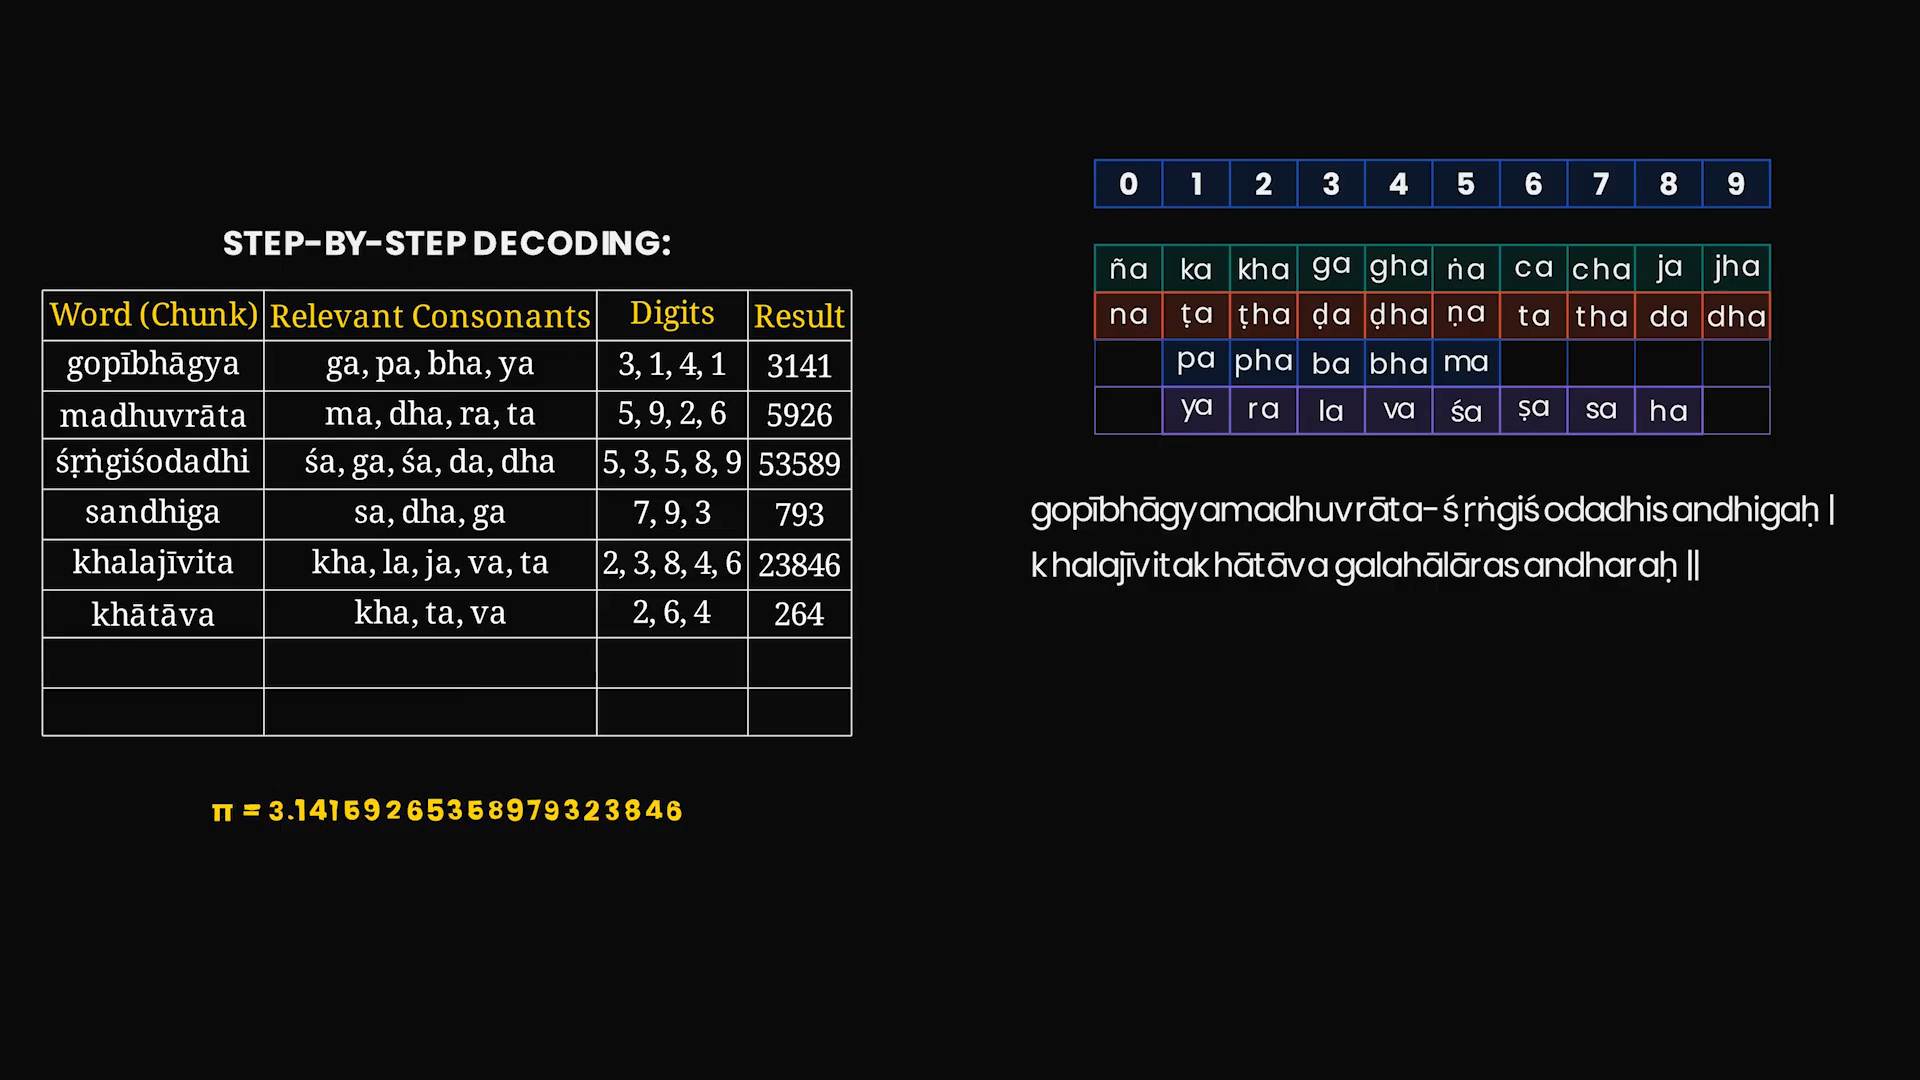 STEP-BY-STEP DECODING:
Word (Chunk) Relevant Consonants Digits Result
gopībhāgya ga, pa, bha, ya 3, 1, 4, 1 3141
madhuvrāta ma, dha, ra, ta 5, 9, 2, 6 5926
śṛṅgiśodadhi śa, ga, śa, da, dha 5, 3, 5, 8, 9 53589
sandhiga sa, dha, ga 7, 9, 3 793
khalajīvita kha, la, ja, va, ta 2, 3, 8, 4, 6 23846
khātāva kha, ta, va 2, 6, 4 264
π = 3.14159265358979323846
0 1 2 3 4 5 6 7 8 9
ña ka kha ga gha ṅa ca cha ja jha
na ṭa ṭha ḍa ḍha ṇa ta tha da dha
pa pha ba bha ma
ya ra la va śa ṣa sa ha
gopībhāgyamadhuvrāta-śṛṅgiśodadhisandhigaḥ |
khalajīvitakhātāva galahālārasandharaḥ ||